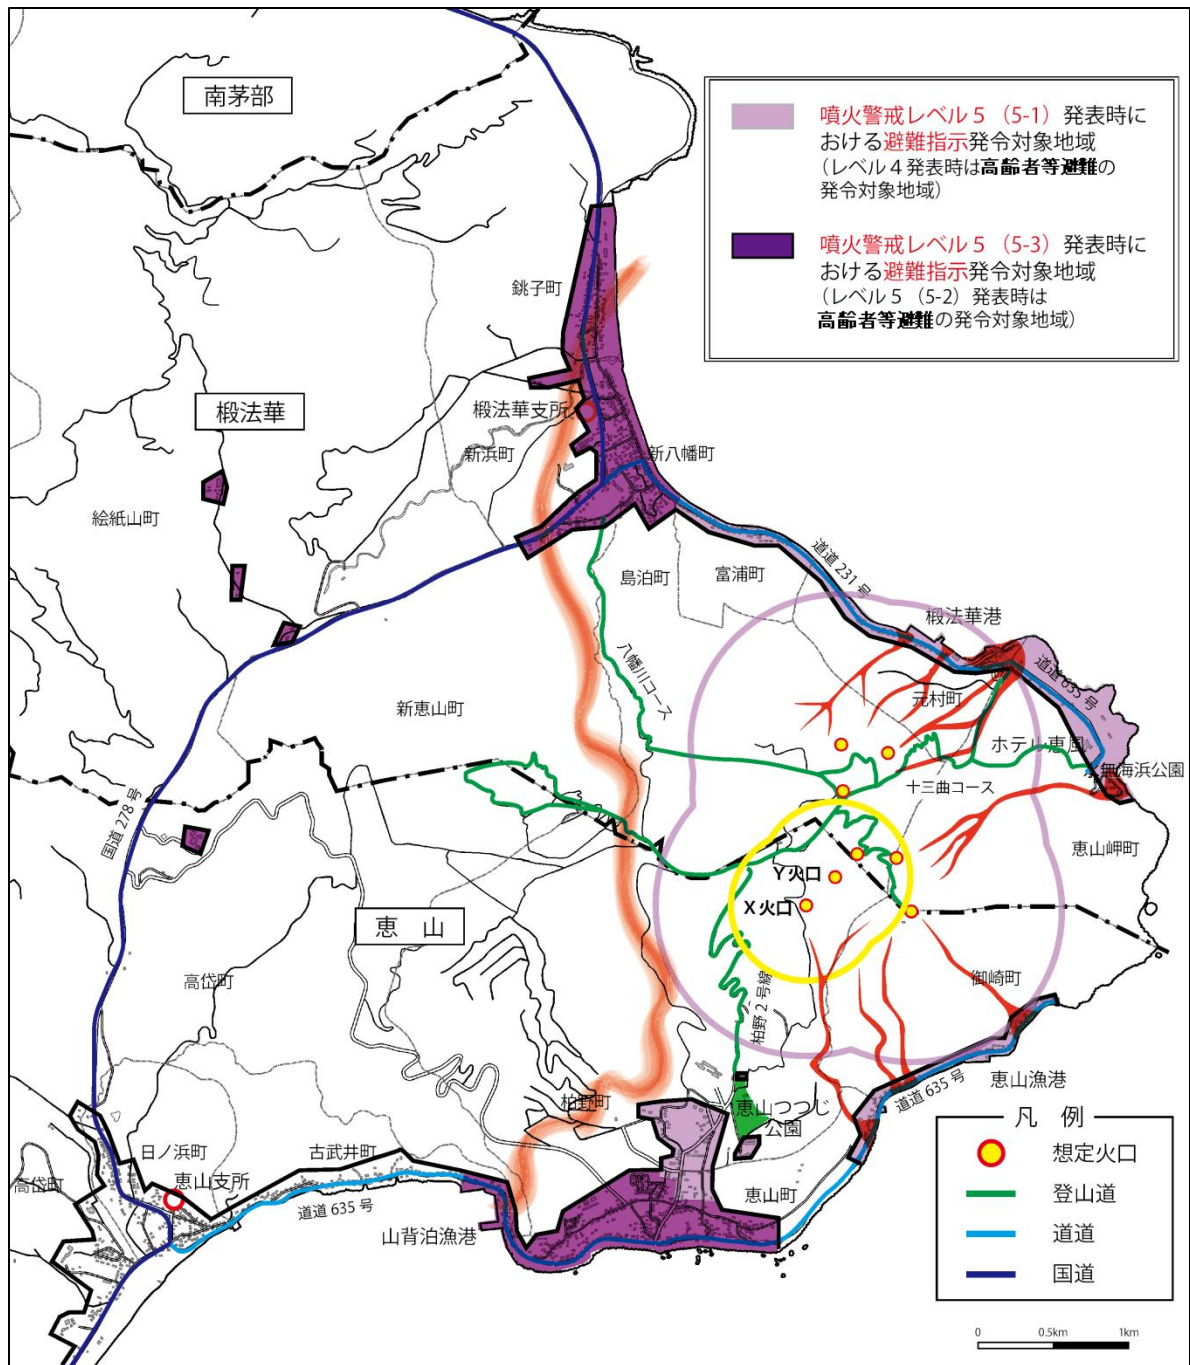 南茅部
噴火警戒レベル5 (5-1) 発表時に
おける避難指示発令対象地域
(レベル4発表時は高齢者等避難の
発令対象地域)
噴火警戒レベル5 (5-3) 発表時に
おける避難指示発令対象地域
(レベル5 (5-2) 発表時は
高齢者等避難の発令対象地域)
銚子町
椴法華
椴法華支所
新浜町
新八幡町
絵紙山町
島泊町
富浦町
道道231号
椴法華港
八幡川コース
道道635号
新恵山町
元村町
ホテル恵風
水無海浜公園
十三曲コース
国道278号
恵山岬町
Y火口
X火口
恵 山
高岱町
御崎町
柏野2号線
恵山漁港
道道635号
柏野町
恵山つつじ
公園
日ノ浜町
古武井町
高岱町
恵山支所
恵山町
道道635号
山背泊漁港
凡 例
想定火口
登山道
道道
国道
0 0.5km 1km